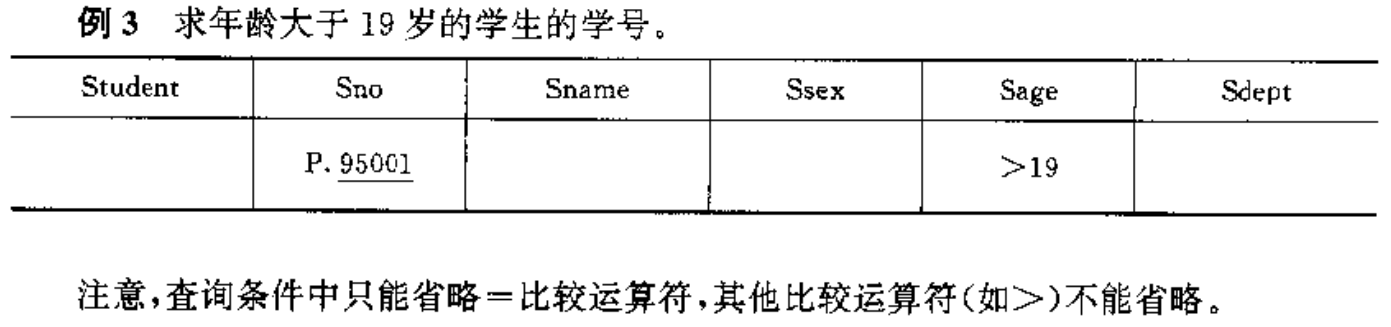 例 3 求年龄大于 19 岁的学生的学号。
Student Sno Sname Ssex Sage Sdept
P. 95001 >19
注意,查询条件中只能省略=比较运算符,其他比较运算符(如>)不能省略。